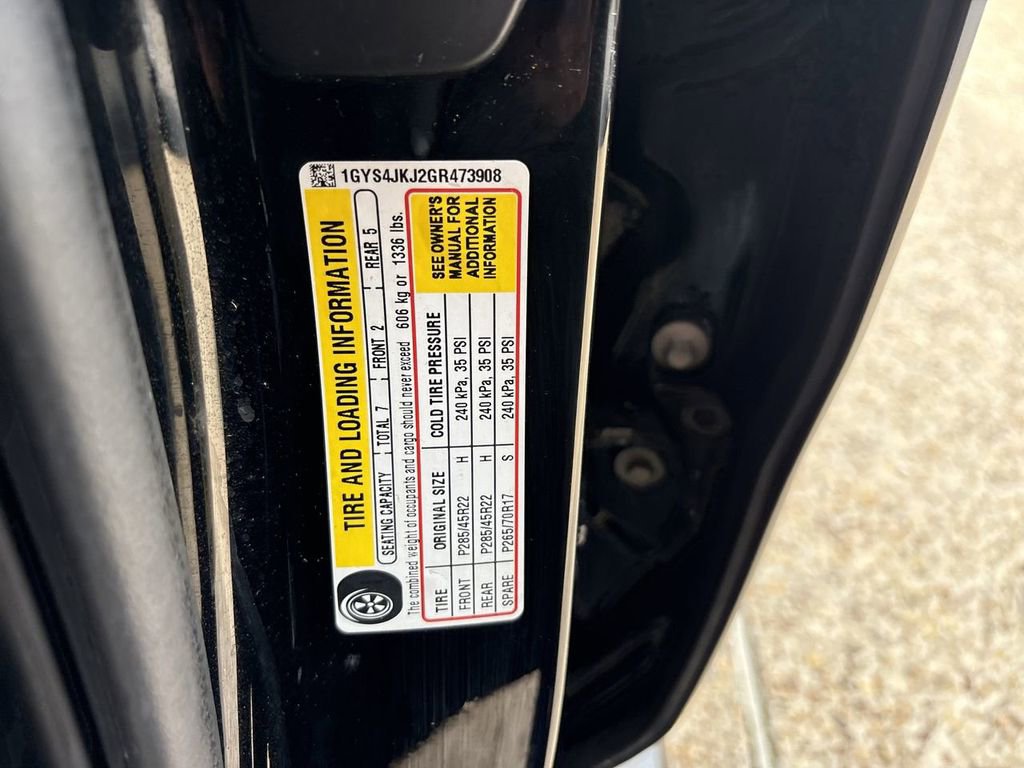 1GYS4JKJ2GR473908
TIRE AND LOADING INFORMATION
SEATING CAPACITY TOTAL 7 FRONT 2 REAR 5
The combined weight of occupants and cargo should never exceed 606 kg or 1336 lbs.
TIRE ORIGINAL SIZE COLD TIRE PRESSURE
FRONT P285/45R22 H 240 kPa, 35 PSI
REAR P285/45R22 H 240 kPa, 35 PSI
SPARE P265/70R17 S 240 kPa, 35 PSI
SEE OWNER'S
MANUAL FOR
ADDITIONAL
INFORMATION